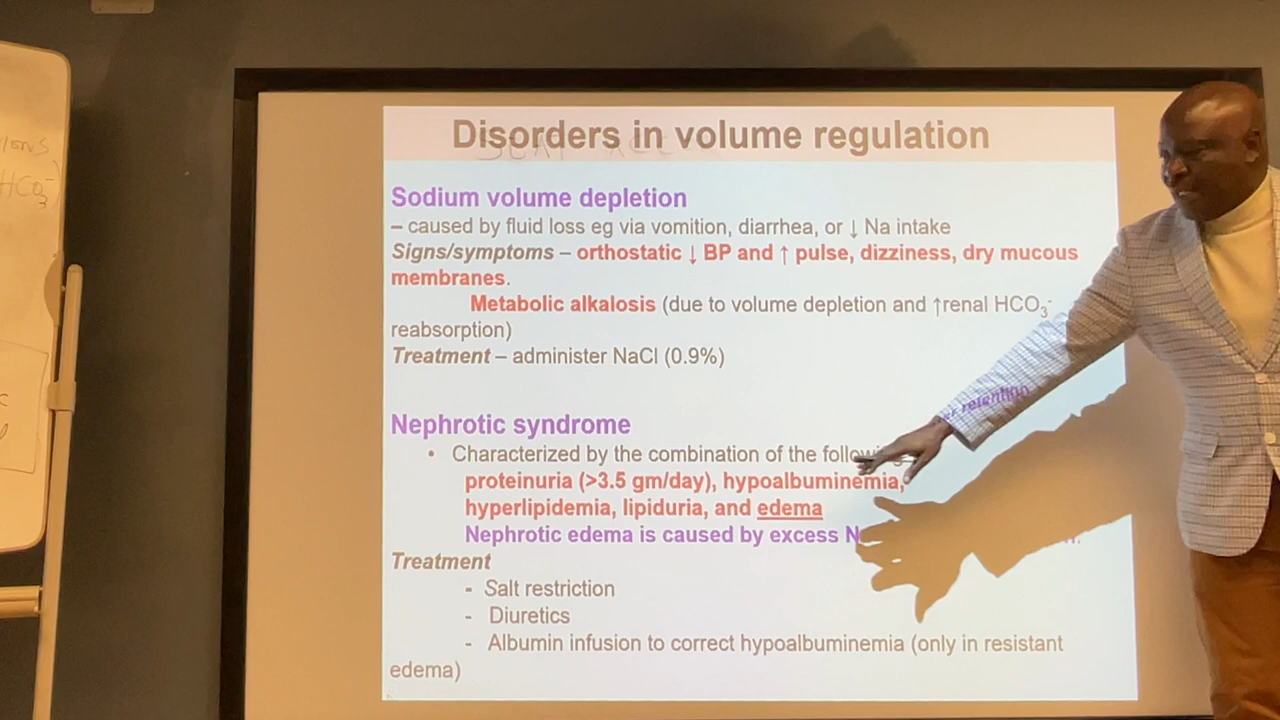 ions
HCO₃⁻)
Disorders in volume regulation
Sodium volume depletion
– caused by fluid loss eg via vomition, diarrhea, or ↓ Na intake
Signs/symptoms – orthostatic ↓ BP and ↑ pulse, dizziness, dry mucous
membranes.
Metabolic alkalosis (due to volume depletion and ↑renal HCO₃⁻
reabsorption)
Treatment – administer NaCl (0.9%)
Nephrotic syndrome
• Characterized by the combination of the following
proteinuria (>3.5 gm/day), hypoalbuminemia,
hyperlipidemia, lipiduria, and edema
Nephrotic edema is caused by excess N
retention
Treatment
- Salt restriction
- Diuretics
- Albumin infusion to correct hypoalbuminemia (only in resistant
edema)